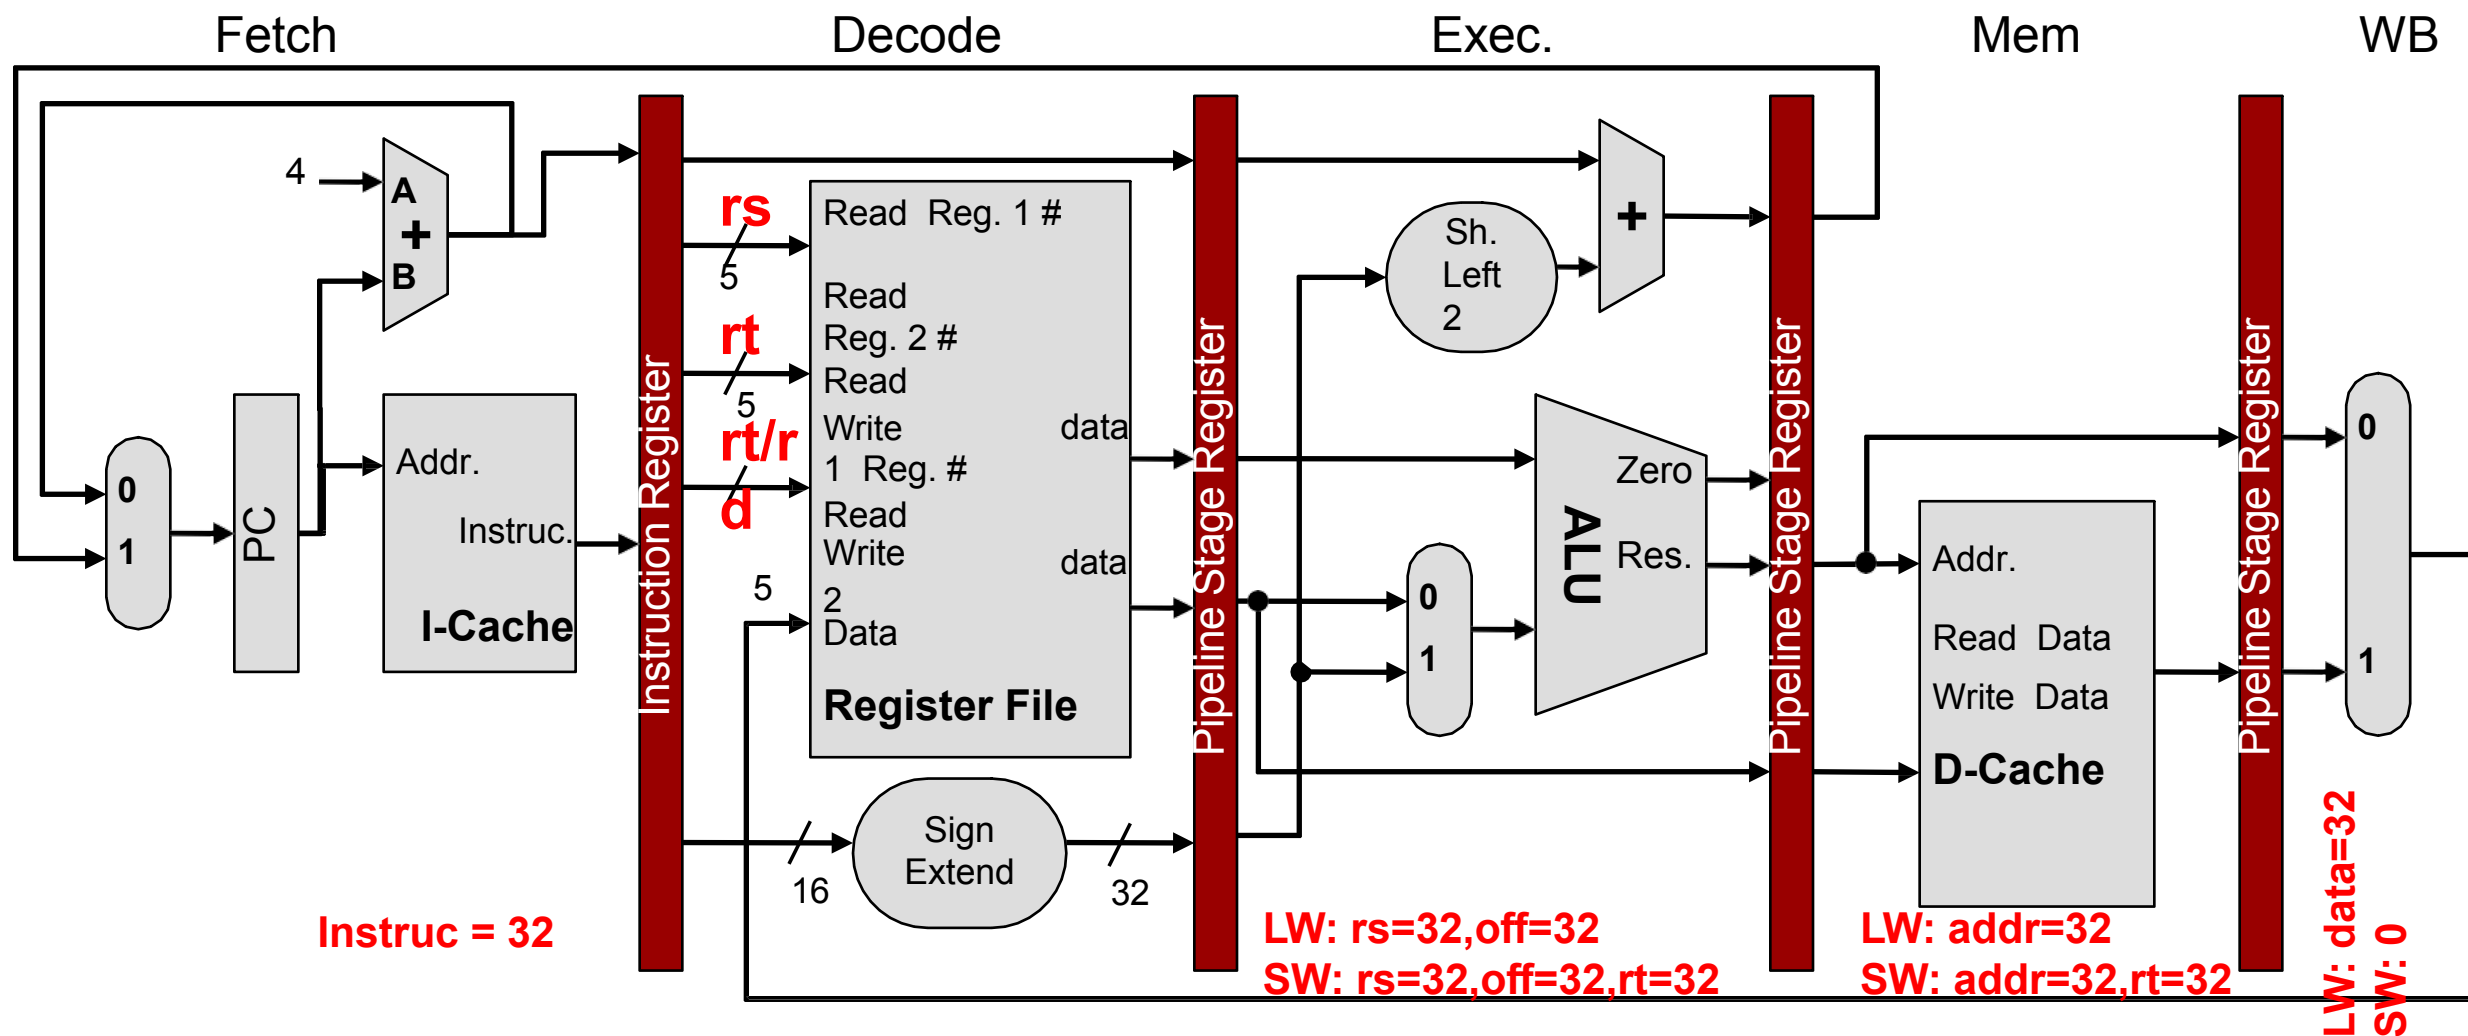 Fetch
Decode
Exec.
Mem
WB
4
A
+
B
0
1
PC
Addr.
Instruc.
I-Cache
Instruc = 32
Instruction Register
rs
5
rt
5
rt/r
d
5
Read Reg. 1 #
Read
Reg. 2 #
Read
Write
data
1 Reg. #
Read
Write
data
2
Data
Register File
Sign
Extend
16
32
Pipeline Stage Register
Sh.
Left
2
+
0
1
ALU
Zero
Res.
LW: rs=32,off=32
SW: rs=32,off=32,rt=32
Pipeline Stage Register
Addr.
Read Data
Write Data
D-Cache
LW: addr=32
SW: addr=32,rt=32
Pipeline Stage Register
0
1
LW: data=32
SW: 0